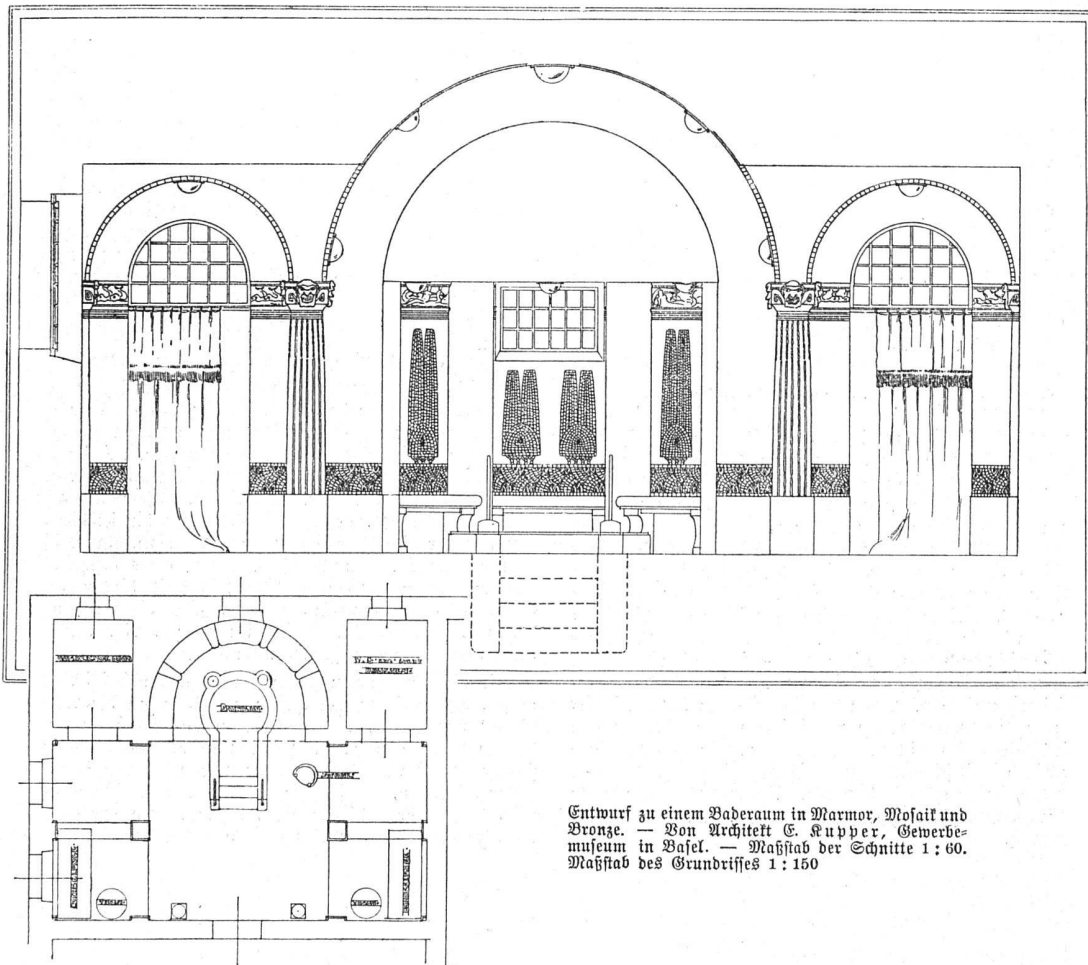 Entwurf zu einem Baderaum in Marmor, Mosaik und
Bronze. — Von Architekt E. Kupper, Gewerbe=
museum in Basel. — Maßstab der Schnitte 1 : 60.
Maßstab des Grundrisses 1 : 150